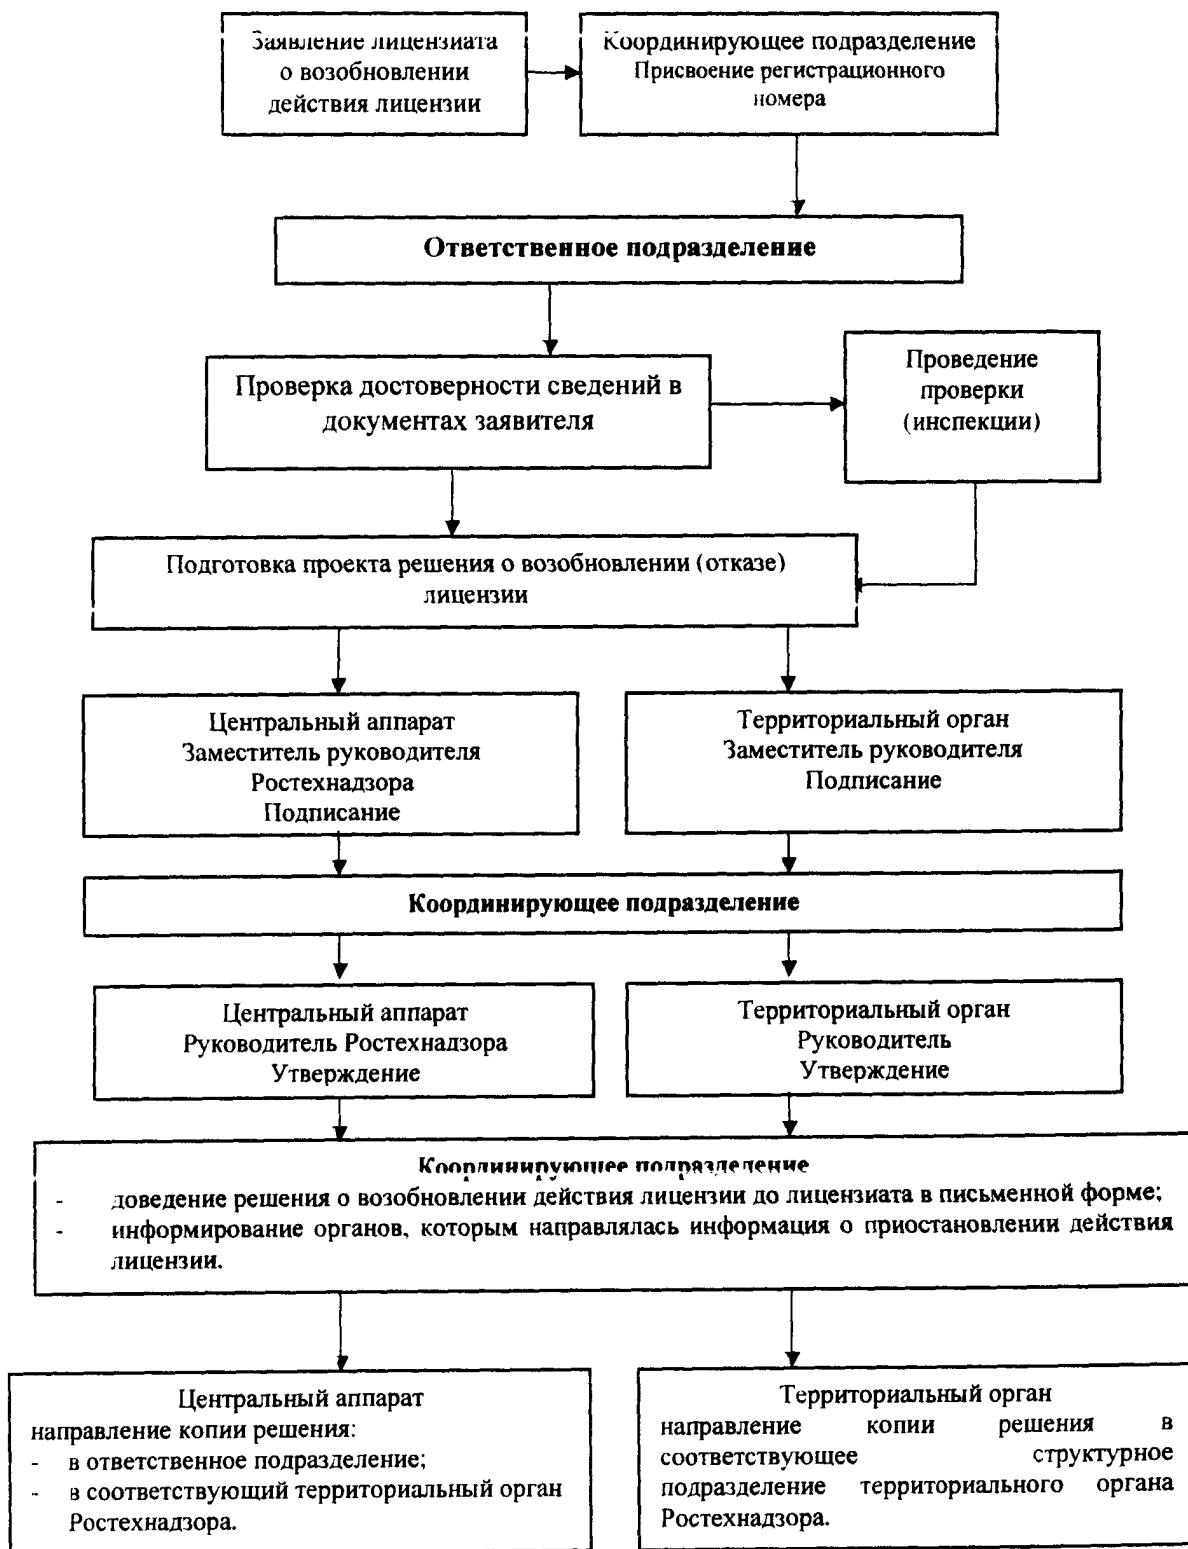 Заявление лицензиата
о возобновлении
действия лицензии
Координирующее подразделение
Присвоение регистрационного
номера
Ответственное подразделение
Проверка достоверности сведений в
документах заявителя
Проведение
проверки
(инспекции)
Подготовка проекта решения о возобновлении (отказе)
лицензии
Центральный аппарат
Заместитель руководителя
Ростехнадзора
Подписание
Территориальный орган
Заместитель руководителя
Подписание
Координирующее подразделение
Центральный аппарат
Руководитель Ростехнадзора
Утверждение
Территориальный орган
Руководитель
Утверждение
Координирующее подразделение
- доведение решения о возобновлении действия лицензии до лицензиата в письменной форме;
- информирование органов, которым направлялась информация о приостановлении действия
лицензии.
Центральный аппарат
направление копии решения:
- в ответственное подразделение;
- в соответствующий территориальный орган
Ростехнадзора.
Территориальный орган
направление копии решения в
соответствующее структурное
подразделение территориального органа
Ростехнадзора.